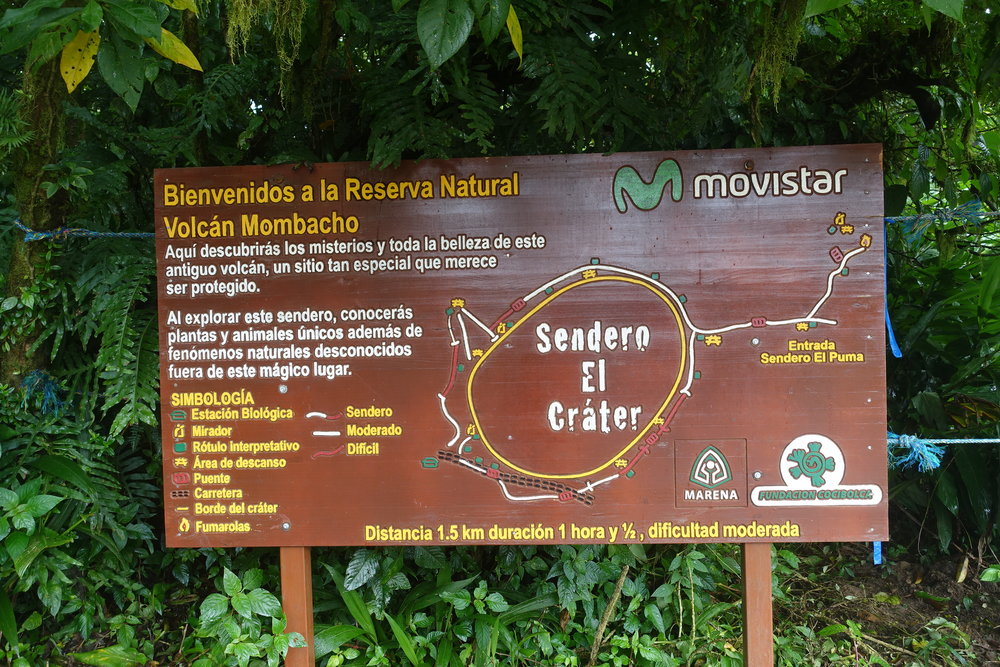 Bienvenidos a la Reserva Natural
Volcán Mombacho
Aquí descubrirás los misterios y toda la belleza de este
antiguo volcán, un sitio tan especial que merece
ser protegido.
Al explorar este sendero, conocerás
plantas y animales únicos además de
fenómenos naturales desconocidos
fuera de este mágico lugar.
SIMBOLOGÍA
Estación Biológica
Mirador
Rótulo Interpretativo
Área de descanso
Puente
Carretera
Borde del cráter
Fumarolas
Sendero
Moderado
Difícil
movistar
Sendero
El
Cráter
Entrada
Sendero El Puma
MARENA
FUNDACION COCIBOLCA
Distancia 1.5 km duración 1 hora y ½ , dificultad moderada